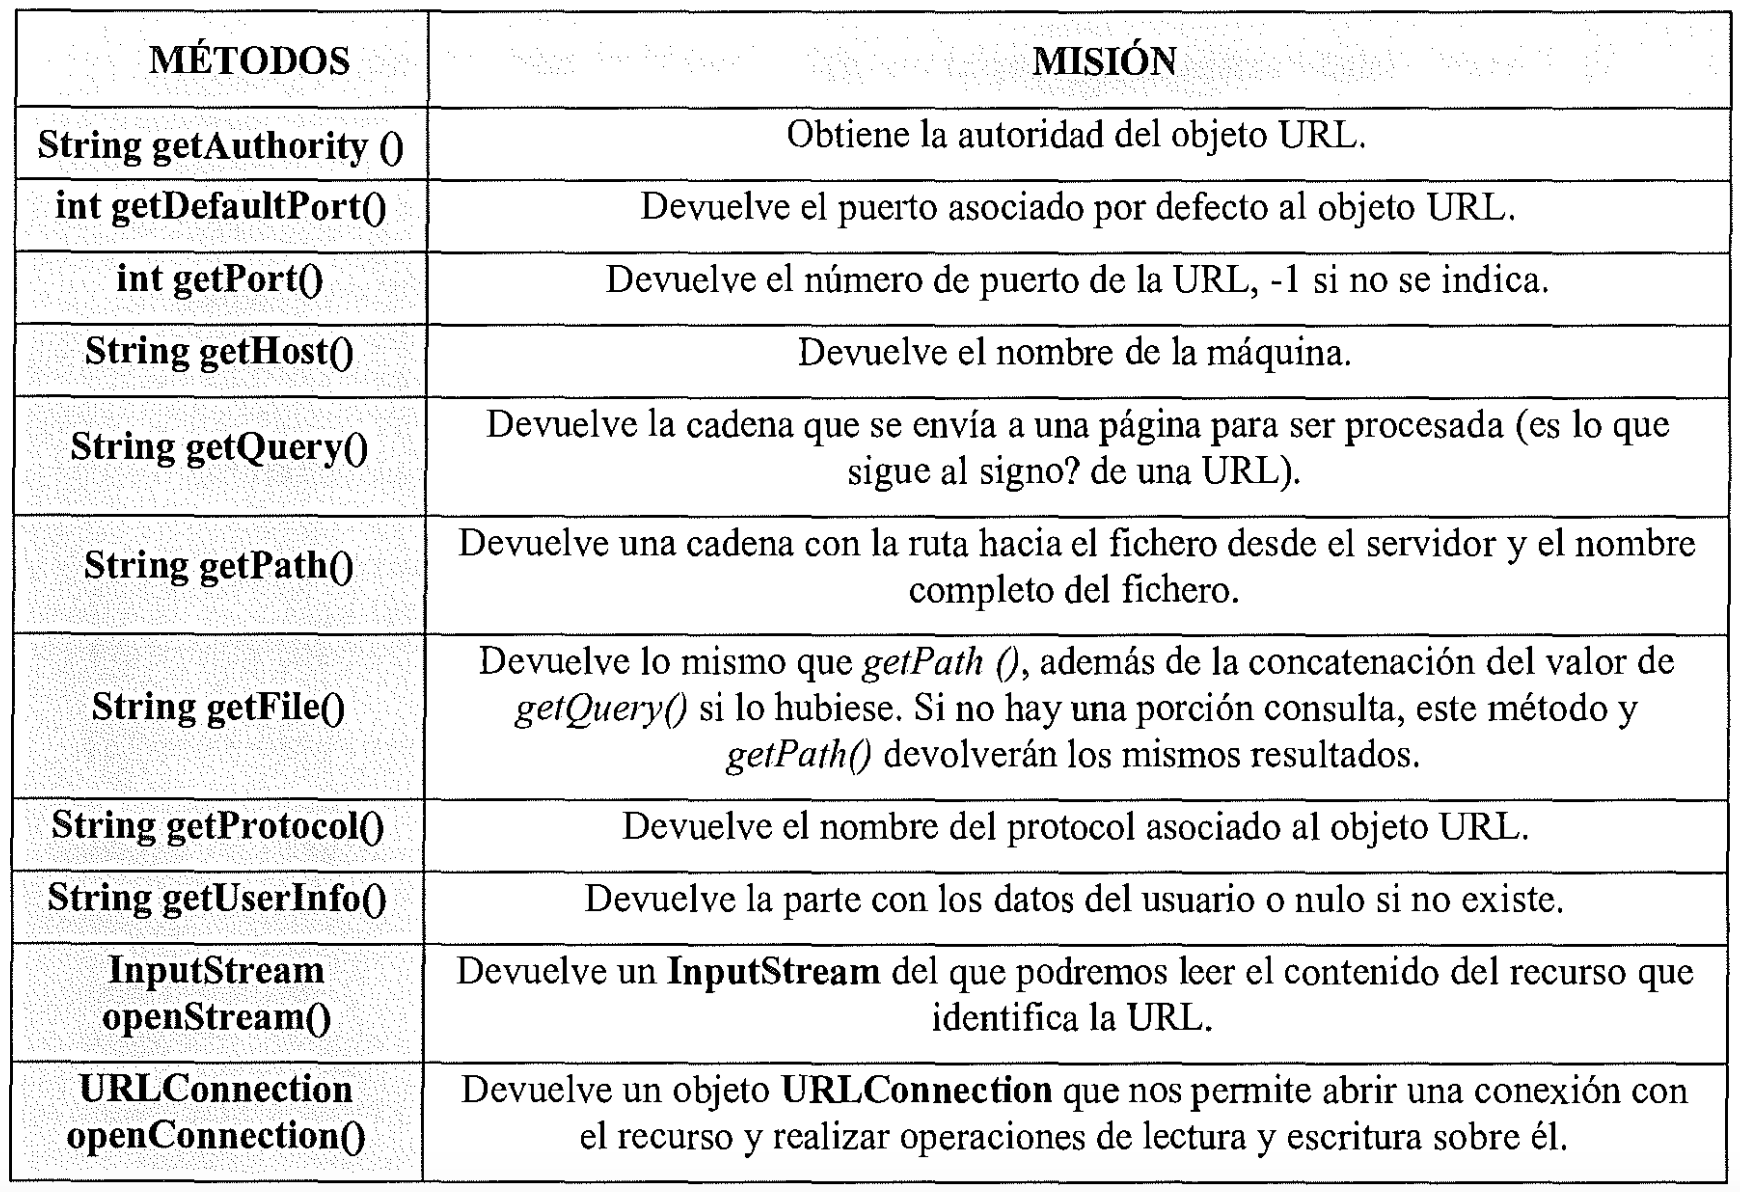 MÉTODOS
MISIÓN
String getAuthority ()
Obtiene la autoridad del objeto URL.
int getDefaultPort()
Devuelve el puerto asociado por defecto al objeto URL.
int getPort()
Devuelve el número de puerto de la URL, -1 si no se indica.
String getHost()
Devuelve el nombre de la máquina.
String getQuery()
Devuelve la cadena que se envía a una página para ser procesada (es lo que
sigue al signo? de una URL).
String getPath()
Devuelve una cadena con la ruta hacia el fichero desde el servidor y el nombre
completo del fichero.
String getFile()
Devuelve lo mismo que getPath (), además de la concatenación del valor de
getQuery() si lo hubiese. Si no hay una porción consulta, este método y
getPath() devolverán los mismos resultados.
String getProtocol()
Devuelve el nombre del protocol asociado al objeto URL.
String getUserInfo()
Devuelve la parte con los datos del usuario o nulo si no existe.
InputStream
openStream()
Devuelve un InputStream del que podremos leer el contenido del recurso que
identifica la URL.
URLConnection
openConnection()
Devuelve un objeto URLConnection que nos permite abrir una conexión con
el recurso y realizar operaciones de lectura y escritura sobre él.